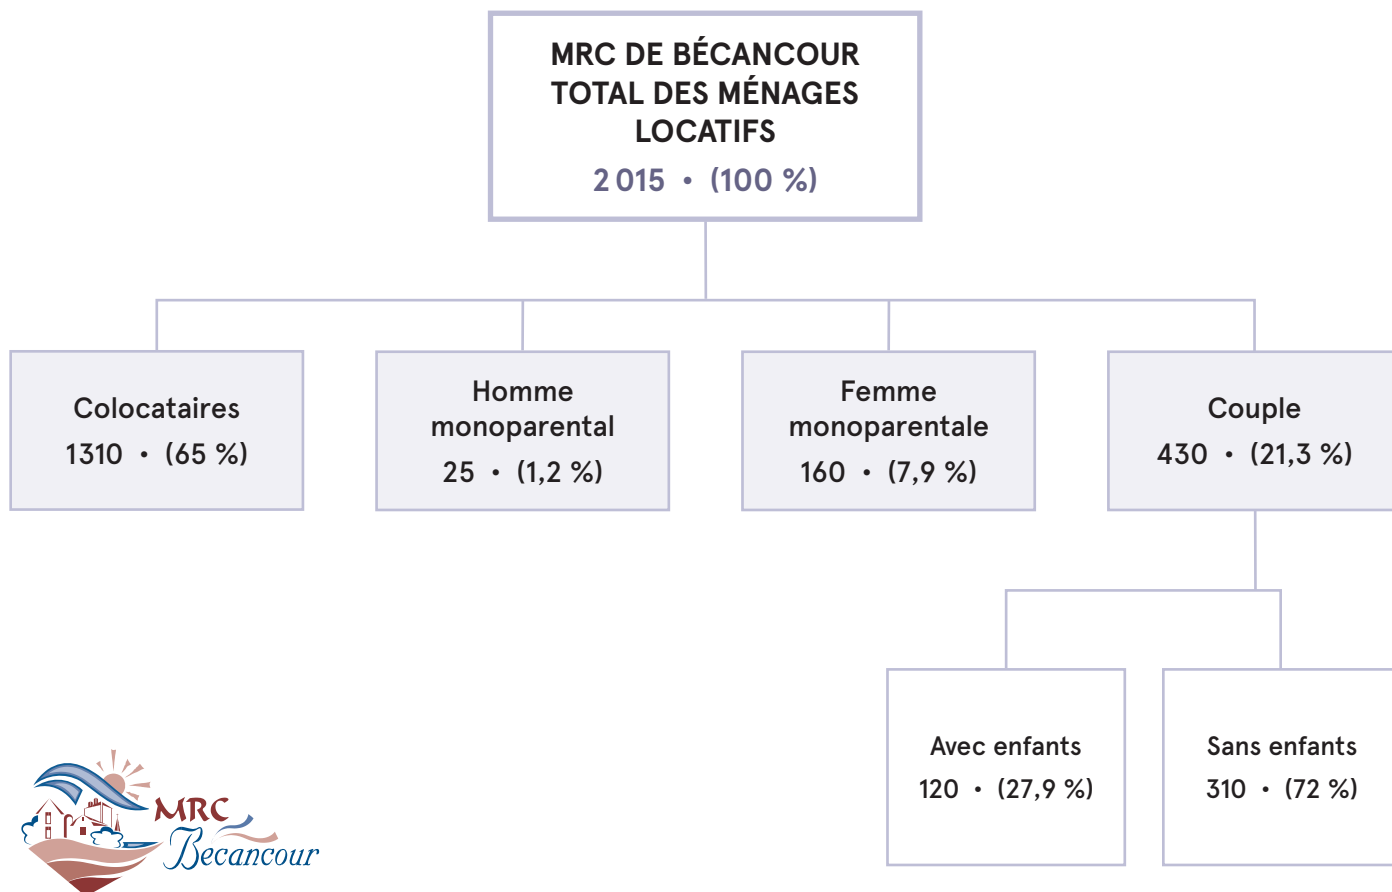 MRC DE BÉCANCOUR
TOTAL DES MÉNAGES
LOCATIFS
2 015 • (100 %)
Colocataires
1310 • (65 %)
Homme
monoparental
25 • (1,2 %)
Femme
monoparentale
160 • (7,9 %)
Couple
430 • (21,3 %)
Avec enfants
120 • (27,9 %)
Sans enfants
310 • (72 %)
MRC
Becancour